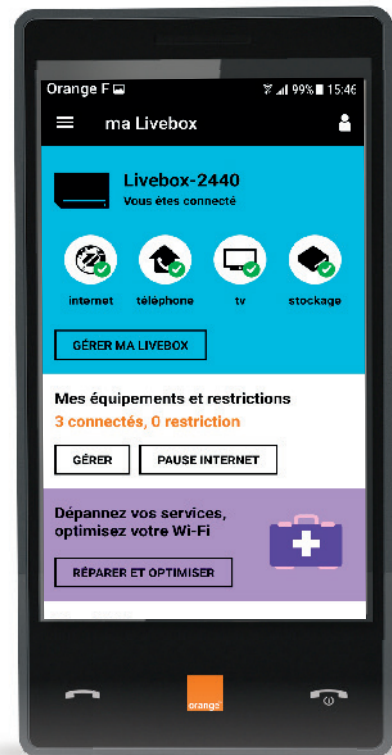 Orange F 99% 15:46
ma Livebox
Livebox-2440
Vous êtes connecté
internet téléphone tv stockage
GÉRER MA LIVEBOX
Mes équipements et restrictions
3 connectés, 0 restriction
GÉRER PAUSE INTERNET
Dépannez vos services,
optimisez votre Wi-Fi
RÉPARER ET OPTIMISER
orange